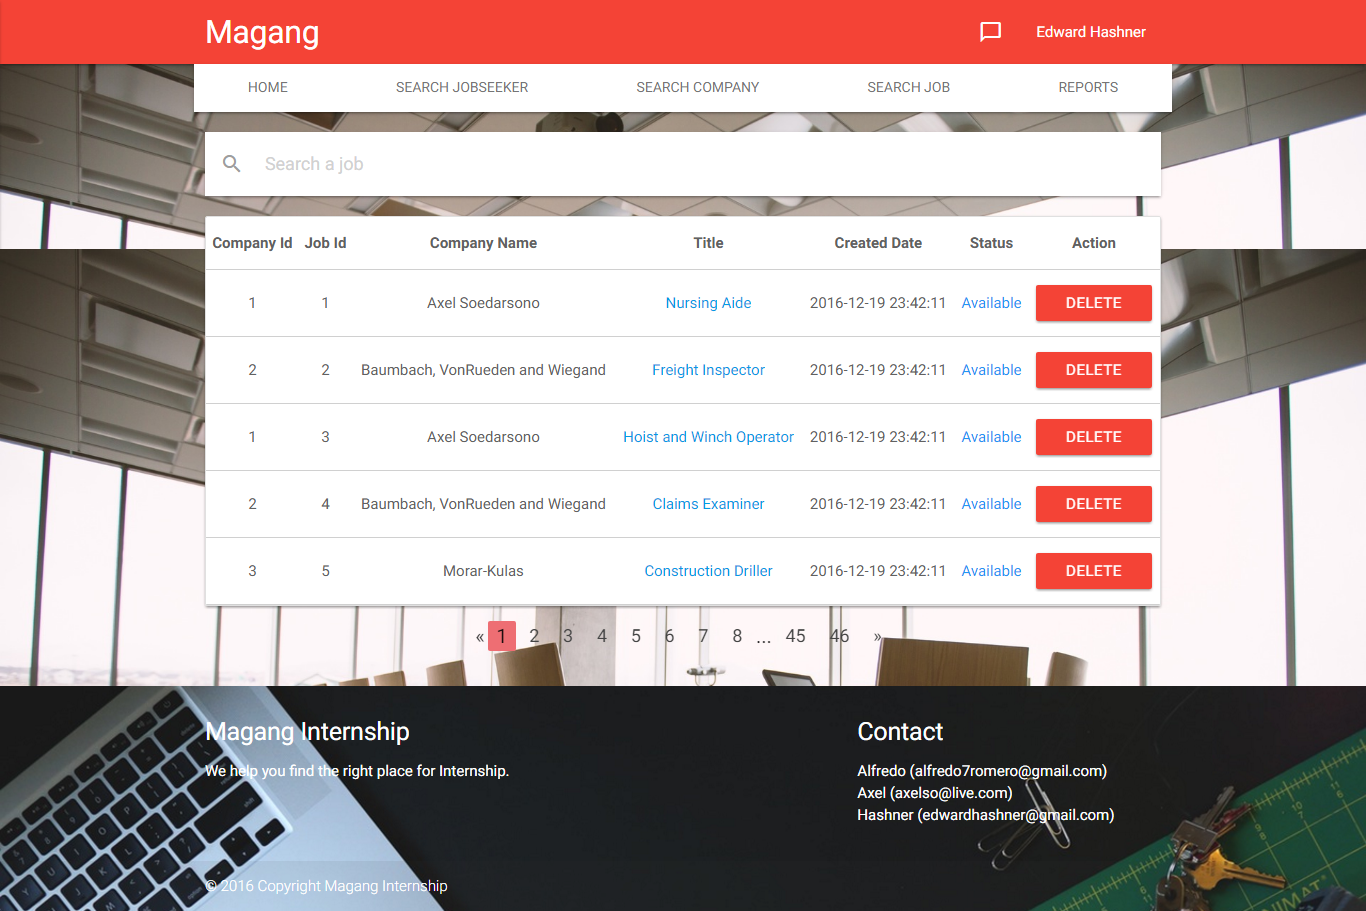 Magang
Edward Hashner
HOME SEARCH JOBSEEKER SEARCH COMPANY SEARCH JOB REPORTS
Search a job
Company Id Job Id Company Name Title Created Date Status Action
1 1 Axel Soedarsono Nursing Aide 2016-12-19 23:42:11 Available DELETE
2 2 Baumbach, VonRueden and Wiegand Freight Inspector 2016-12-19 23:42:11 Available DELETE
1 3 Axel Soedarsono Hoist and Winch Operator 2016-12-19 23:42:11 Available DELETE
2 4 Baumbach, VonRueden and Wiegand Claims Examiner 2016-12-19 23:42:11 Available DELETE
3 5 Morar-Kulas Construction Driller 2016-12-19 23:42:11 Available DELETE
« 1 2 3 4 5 6 7 8 ... 45 46 »
Magang Internship
We help you find the right place for Internship.
Contact
Alfredo (alfredo7romero@gmail.com)
Axel (axelso@live.com)
Hashner (edwardhashner@gmail.com)
© 2016 Copyright Magang Internship